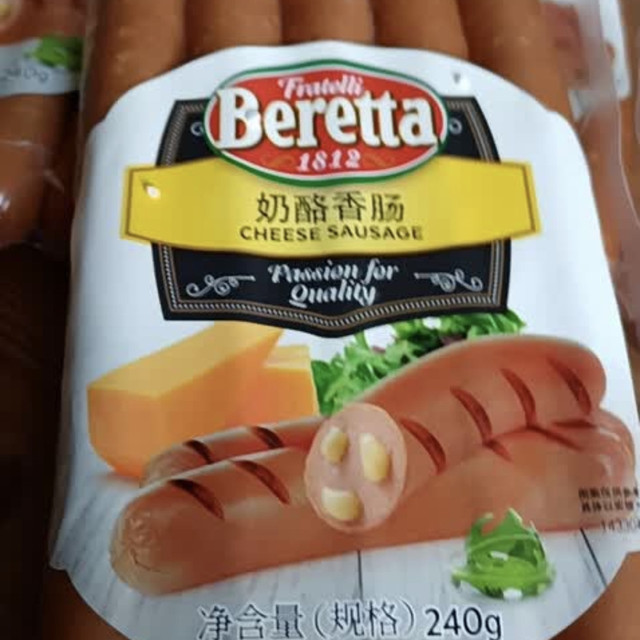 Fratelli
Beretta
1812
奶酪香肠
CHEESE SAUSAGE
Passion for
Quality
净含量(规格)240g